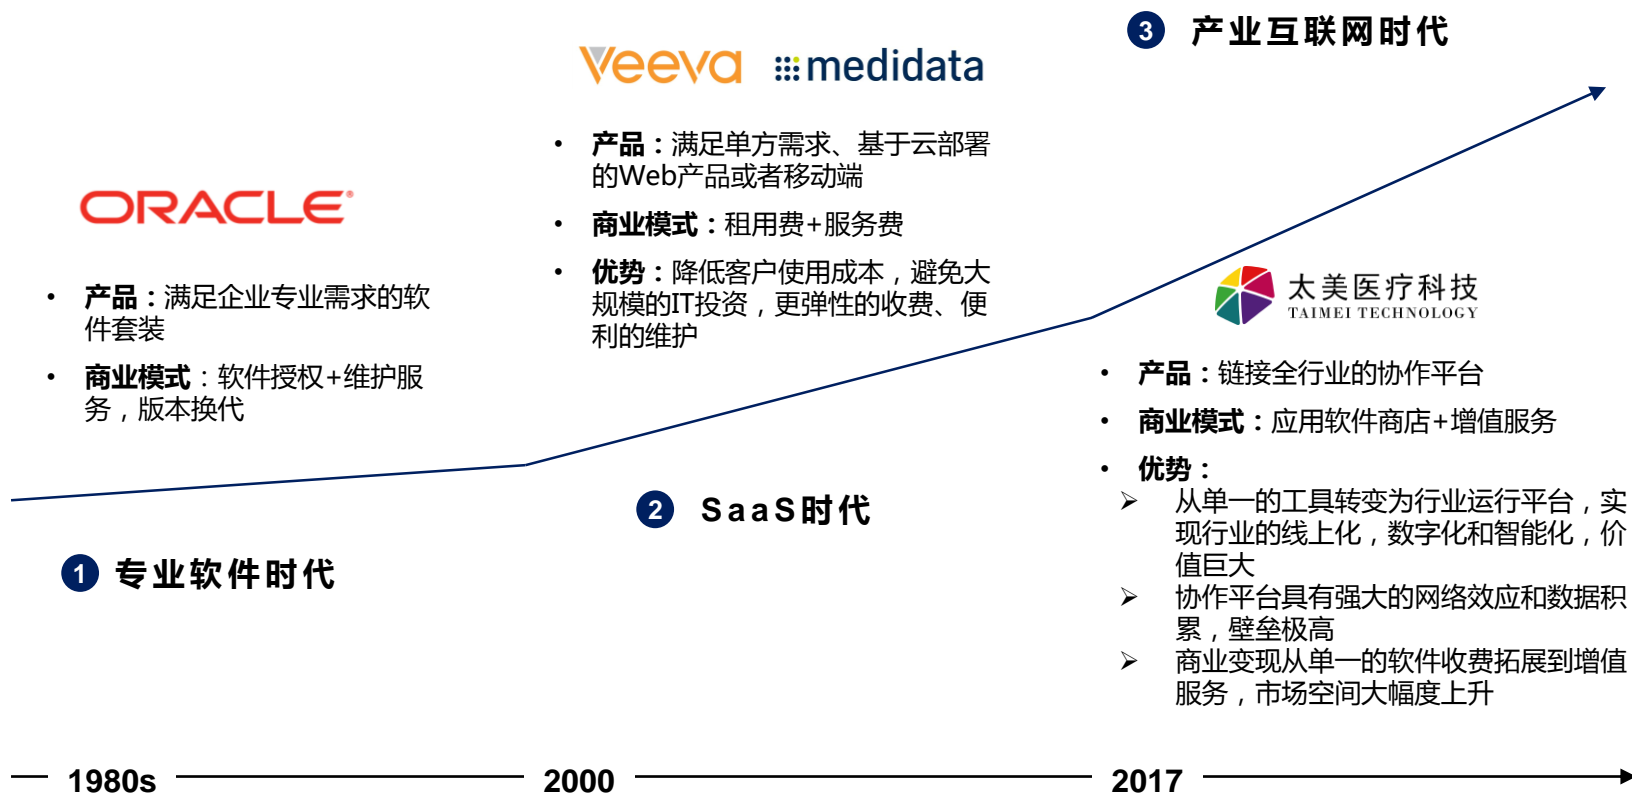 ORACLE
• 产品：满足企业专业需求的软
件套装
• 商业模式：软件授权+维护服
务，版本换代
1 专业软件时代
veeva medidata
• 产品：满足单方需求、基于云部署
的Web产品或者移动端
• 商业模式：租用费+服务费
• 优势：降低客户使用成本，避免大
规模的IT投资，更弹性的收费、便
利的维护
2 SaaS时代
3 产业互联网时代
太美医疗科技
TAIMEI TECHNOLOGY
• 产品：链接全行业的协作平台
• 商业模式：应用软件商店+增值服务
• 优势：
➢ 从单一的工具转变为行业运行平台，实
现行业的线上化，数字化和智能化，价
值巨大
➢ 协作平台具有强大的网络效应和数据积
累，壁垒极高
➢ 商业变现从单一的软件收费拓展到增值
服务，市场空间大幅度上升
1980s 2000 2017